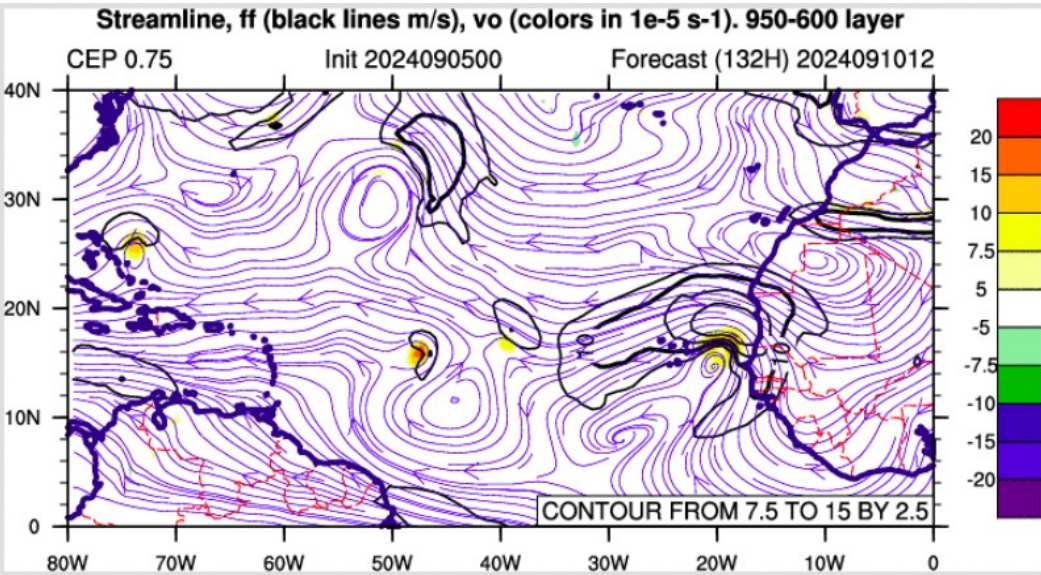 Streamline, ff (black lines m/s), vo (colors in 1e-5 s-1). 950-600 layer
CEP 0.75 Init 2024090500 Forecast (132H) 2024091012
40N
30N
20N
10N
0
80W 70W 60W 50W 40W 30W 20W 10W 0
CONTOUR FROM 7.5 TO 15 BY 2.5
20
15
10
7.5
5
-5
-7.5
-10
-15
-20